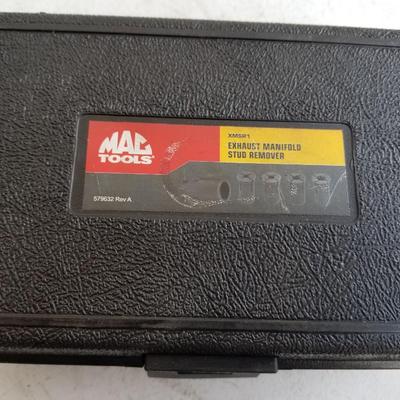 MAC
TOOLS
XMSR1
EXHAUST MANIFOLD
STUD REMOVER
579632 Rev A